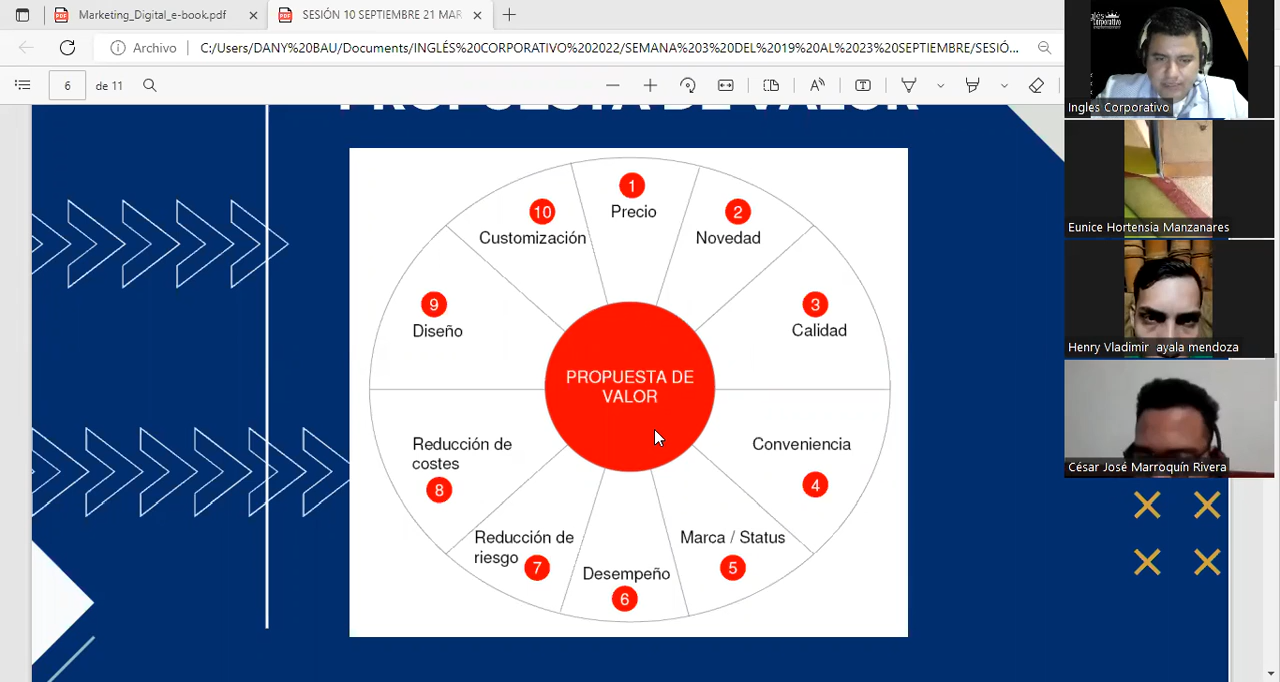 Marketing_Digital_e-book.pdf
SESIÓN 10 SEPTIEMBRE 21 MAR
Archivo
C:/Users/DANY%20BAU/Documents/INGLÉS%20CORPORATIVO%202022/SEMANA%203%20DEL%2019%20AL%2023%20SEPTIEMBRE/SESIÓ...
6
de 11
PROPUESTA DE VALOR
1
Precio
2
Novedad
3
Calidad
Conveniencia
4
Marca / Status
5
Desempeño
6
Reducción de
riesgo
7
Reducción de
costes
8
9
Diseño
10
Customización
PROPUESTA DE
VALOR
Ingles Corporativo
Eunice Hortensia Manzanares
Henry Vladimir ayala mendoza
César José Marroquín Rivera